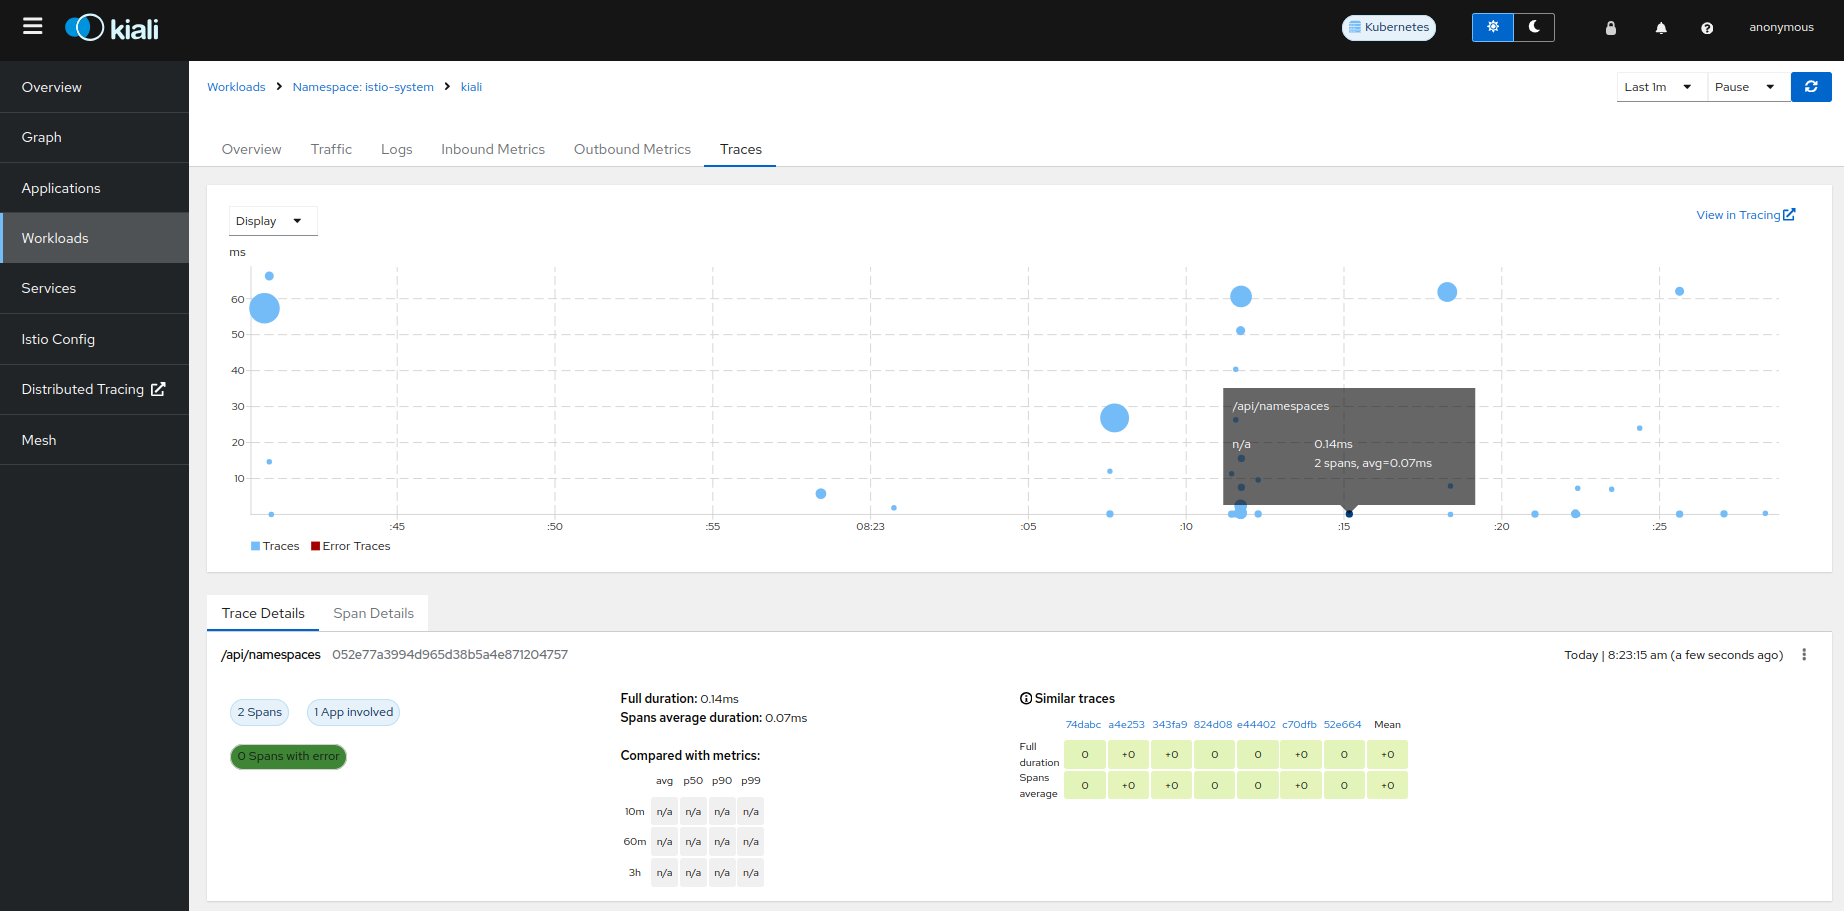 kiali
Kubernetes
anonymous
Overview
Graph
Applications
Workloads
Services
Istio Config
Distributed Tracing
Mesh
Workloads > Namespace: istio-system > kiali
Last 1m
Pause
Overview Traffic Logs Inbound Metrics Outbound Metrics Traces
Display
View in Tracing
ms
60
50
40
30
20
10
:45 :50 :55 08:23 :05 :10 :15 :20 :25
/api/namespaces
n/a 0.14ms
2 spans, avg=0.07ms
Traces Error Traces
Trace Details Span Details
/api/namespaces 052e77a3994d965d38b5a4e871204757
Today | 8:23:15 am (a few seconds ago)
2 Spans 1 App involved
0 Spans with error
Full duration: 0.14ms
Spans average duration: 0.07ms
Compared with metrics:
avg p50 p90 p99
10m n/a n/a n/a n/a
60m n/a n/a n/a n/a
3h n/a n/a n/a n/a
Similar traces
74dabc a4e253 343fa9 824d08 e44402 c70dfb 52e664 Mean
Full duration 0 +0 +0 0 0 +0 0 +0
Spans average 0 +0 +0 0 0 +0 0 +0